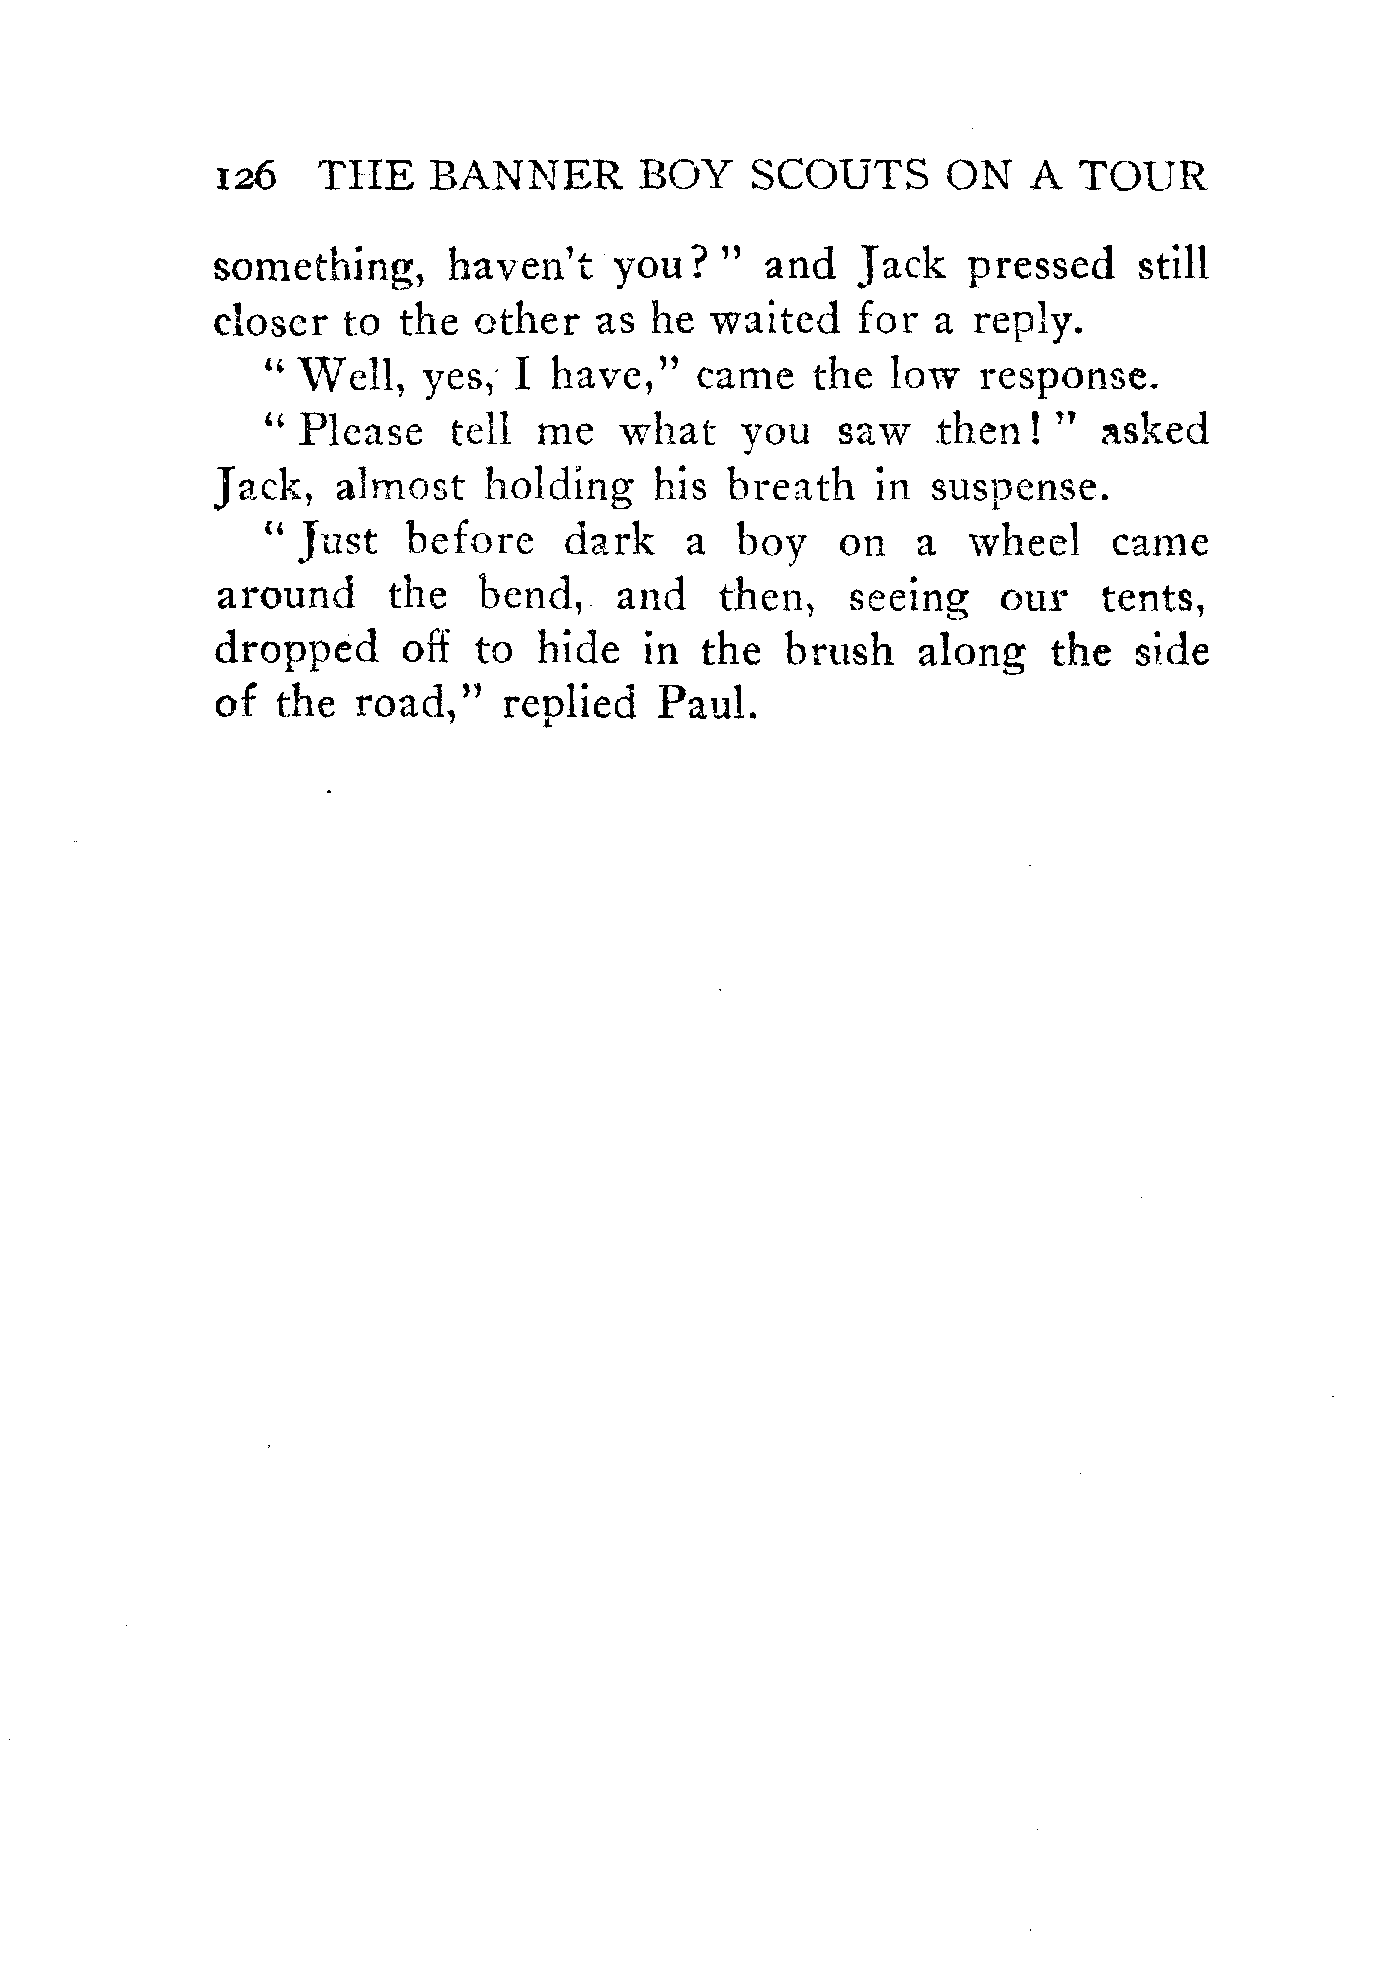 126 THE BANNER BOY SCOUTS ON A TOUR
something, haven't you? " and Jack pressed still
closer to the other as he waited for a reply.
" Well, yes, I have," came the low response.
" Please tell me what you saw then! " asked
Jack, almost holding his breath in suspense.
" Just before dark a boy on a wheel came
around the bend, and then, seeing our tents,
dropped off to hide in the brush along the side
of the road," replied Paul.